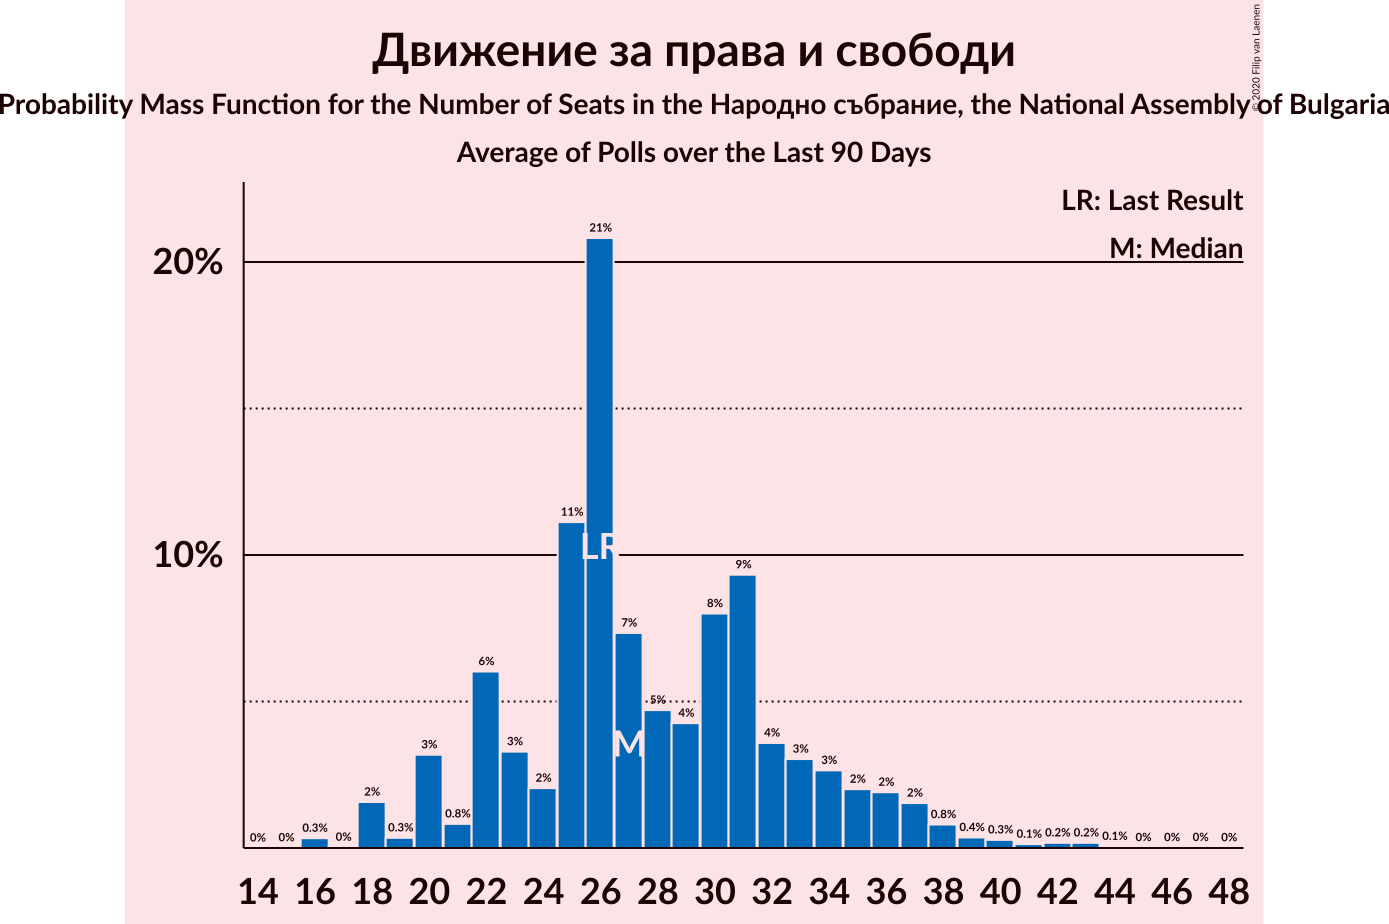 Движение за права и свободи
© 2020 Filip van Laenen
Probability Mass Function for the Number of Seats in the Народно събрание, the National Assembly of Bulgaria
Average of Polls over the Last 90 Days
LR: Last Result
M: Median
20%
10%
0% 0% 0.3% 0% 2% 0.3% 3% 0.8% 6% 3% 2% 11% 21% 7% 5% 4% 8% 9% 4% 3% 3% 2% 2% 2% 0.8% 0.4% 0.3% 0.1% 0.2% 0.2% 0.1% 0% 0% 0% 0%
LR
M
14 16 18 20 22 24 26 28 30 32 34 36 38 40 42 44 46 48